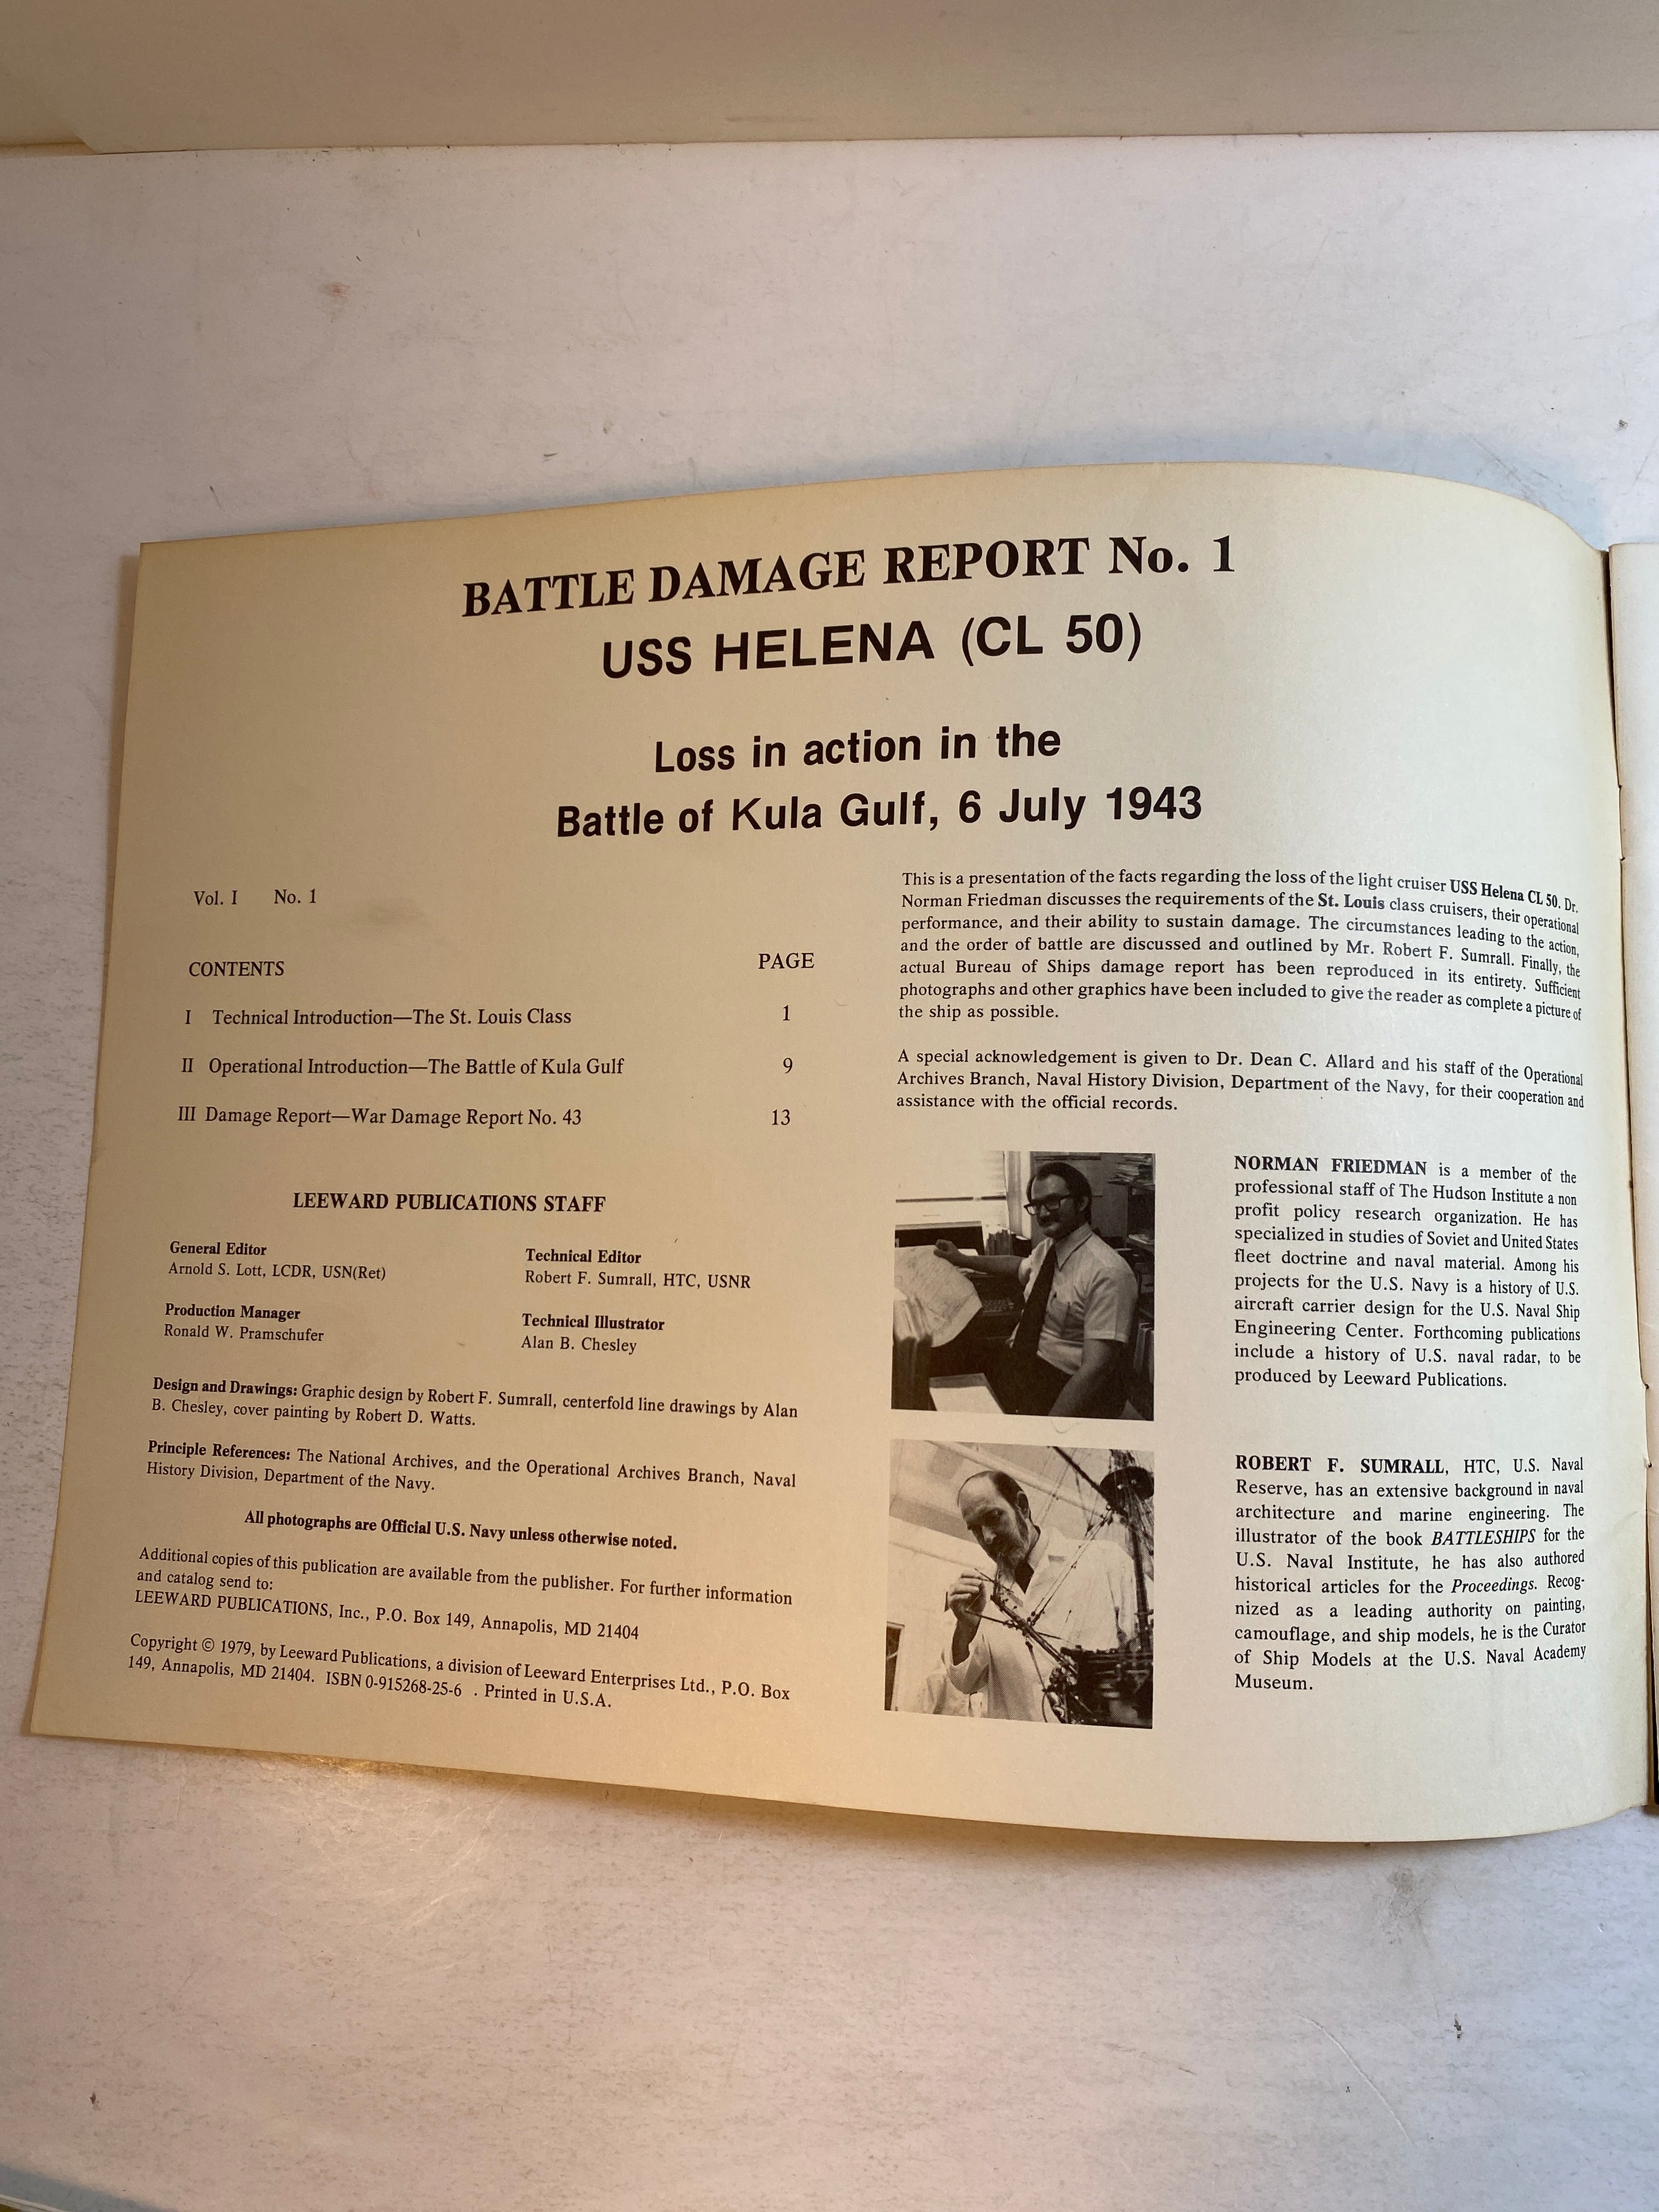 BATTLE DAMAGE REPORT No. 1
USS HELENA (CL 50)
Loss in action in the
Battle of Kula Gulf, 6 July 1943
Vol. I No. 1
CONTENTS PAGE
I Technical Introduction—The St. Louis Class 1
II Operational Introduction—The Battle of Kula Gulf 9
III Damage Report—War Damage Report No. 43 13
LEEWARD PUBLICATIONS STAFF
General Editor
Arnold S. Lott, LCDR, USN(Ret)
Technical Editor
Robert F. Sumrall, HTC, USNR
Production Manager
Ronald W. Pramschufer
Technical Illustrator
Alan B. Chesley
Design and Drawings: Graphic design by Robert F. Sumrall, centerfold line drawings by Alan
B. Chesley, cover painting by Robert D. Watts.
Principle References: The National Archives, and the Operational Archives Branch, Naval
History Division, Department of the Navy.
All photographs are Official U.S. Navy unless otherwise noted.
Additional copies of this publication are available from the publisher. For further information
and catalog send to:
LEEWARD PUBLICATIONS, Inc., P.O. Box 149, Annapolis, MD 21404
Copyright © 1979, by Leeward Publications, a division of Leeward Enterprises Ltd., P.O. Box
149, Annapolis, MD 21404. ISBN 0-915268-25-6 . Printed in U.S.A.
This is a presentation of the facts regarding the loss of the light cruiser USS Helena CL 50. Dr.
Norman Friedman discusses the requirements of the St. Louis class cruisers, their operational
performance, and their ability to sustain damage. The circumstances leading to the action,
and the order of battle are discussed and outlined by Mr. Robert F. Sumrall. Finally, the
actual Bureau of Ships damage report has been reproduced in its entirety. Sufficient
photographs and other graphics have been included to give the reader as complete a picture of
the ship as possible.
A special acknowledgement is given to Dr. Dean C. Allard and his staff of the Operational
Archives Branch, Naval History Division, Department of the Navy, for their cooperation and
assistance with the official records.
NORMAN FRIEDMAN is a member of the
professional staff of The Hudson Institute a non
profit policy research organization. He has
specialized in studies of Soviet and United States
fleet doctrine and naval material. Among his
projects for the U.S. Navy is a history of U.S.
aircraft carrier design for the U.S. Naval Ship
Engineering Center. Forthcoming publications
include a history of U.S. naval radar, to be
produced by Leeward Publications.
ROBERT F. SUMRALL, HTC, U.S. Naval
Reserve, has an extensive background in naval
architecture and marine engineering. The
illustrator of the book BATTLESHIPS for the
U.S. Naval Institute, he has also authored
historical articles for the Proceedings. Recog-
nized as a leading authority on painting,
camouflage, and ship models, he is the Curator
of Ship Models at the U.S. Naval Academy
Museum.